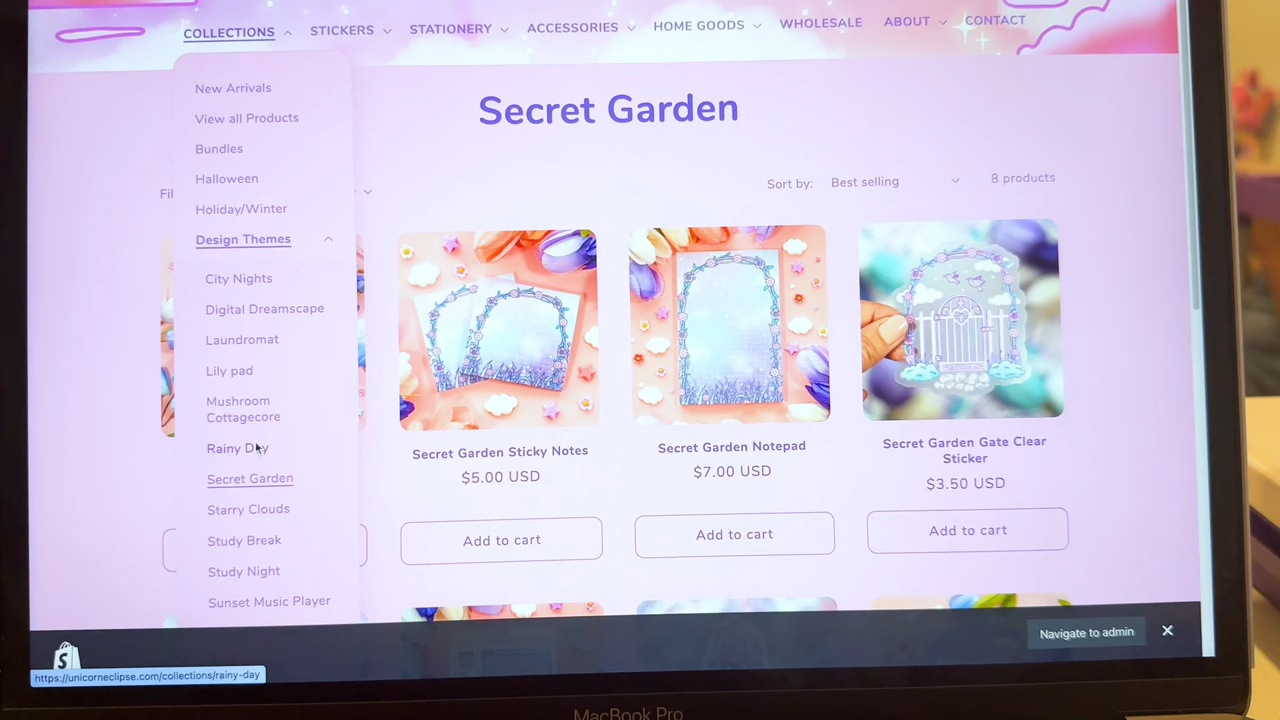 COLLECTIONS STICKERS STATIONERY ACCESSORIES HOME GOODS WHOLESALE ABOUT CONTACT
New Arrivals
View all Products
Bundles
Halloween
Holiday/Winter
Design Themes
City Nights
Digital Dreamscape
Laundromat
Lily pad
Mushroom
Cottagecore
Rainy Day
Secret Garden
Starry Clouds
Study Break
Study Night
Sunset Music Player
Secret Garden
Sort by: Best selling 8 products
Secret Garden Sticky Notes
$5.00 USD
Add to cart
Secret Garden Notepad
$7.00 USD
Add to cart
Secret Garden Gate Clear
Sticker
$3.50 USD
Add to cart
Navigate to admin
https://unicorneclipse.com/collections/rainy-day
MacBook Pro